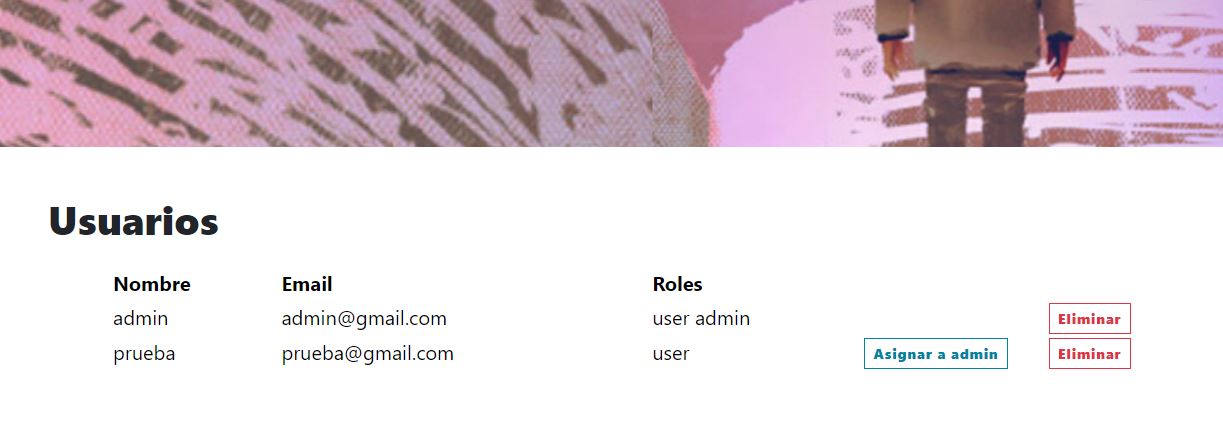 Usuarios
Nombre Email Roles
admin admin@gmail.com user admin Eliminar
prueba prueba@gmail.com user Asignar a admin Eliminar